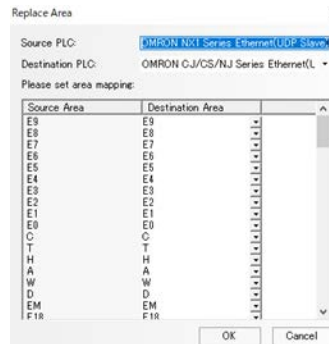 Replace Area
Source PLC: OMRON NX1 Series Ethernet(UDP Slave,
Destination PLC: OMRON CJ/CS/NJ Series Ethernet(L
Please set area mapping:
Source Area Destination Area
E9 E9
E8 E8
E7 E7
E6 E6
E5 E5
E4 E4
E3 E3
E2 E2
E1 E1
E0 E0
C C
T T
H H
A A
W W
D D
EM EM
E18 E18
OK Cancel